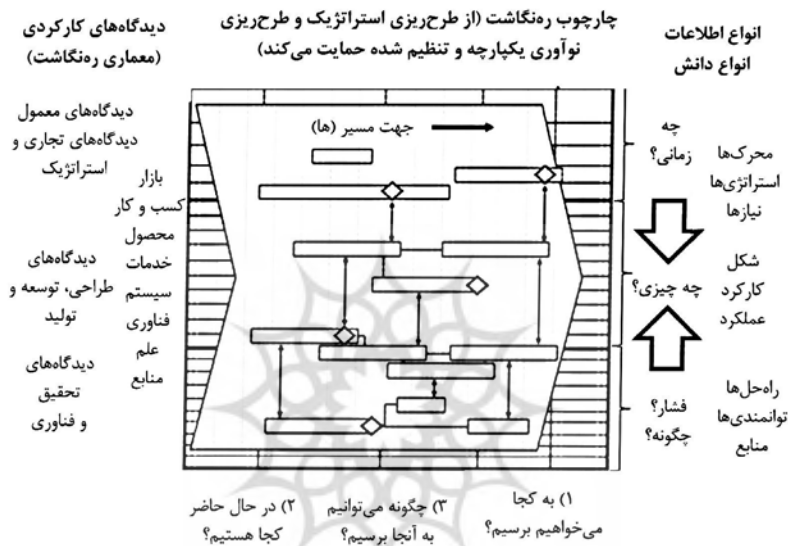 دیدگاه‌های کارکردی
(معماری ره‌نگاشت)
چارچوب ره‌نگاشت (از طرح‌ریزی استراتژیک و طرح‌ریزی
نوآوری یکپارچه و تنظیم شده حمایت می‌کند)
انواع اطلاعات
انواع دانش
دیدگاه‌های معمول
دیدگاه‌های تجاری و
استراتژیک
دیدگاه‌های
طراحی، توسعه و
تولید
دیدگاه‌های
تحقیق
و فناوری
بازار
کسب و کار
محصول
خدمات
سیستم
فناوری
علم
منابع
جهت مسیر (ها)
چه
زمانی؟
چه چیزی؟
فشار؟
چگونه؟
محرک‌ها
استراتژی‌ها
نیازها
شکل
کارکرد
عملکرد
راه‌حل‌ها
توانمندی‌ها
منابع
۱) به کجا
می‌خواهیم برسیم؟
۳) چگونه می‌توانیم
به آنجا برسیم؟
۲) در حال حاضر
کجا هستیم؟